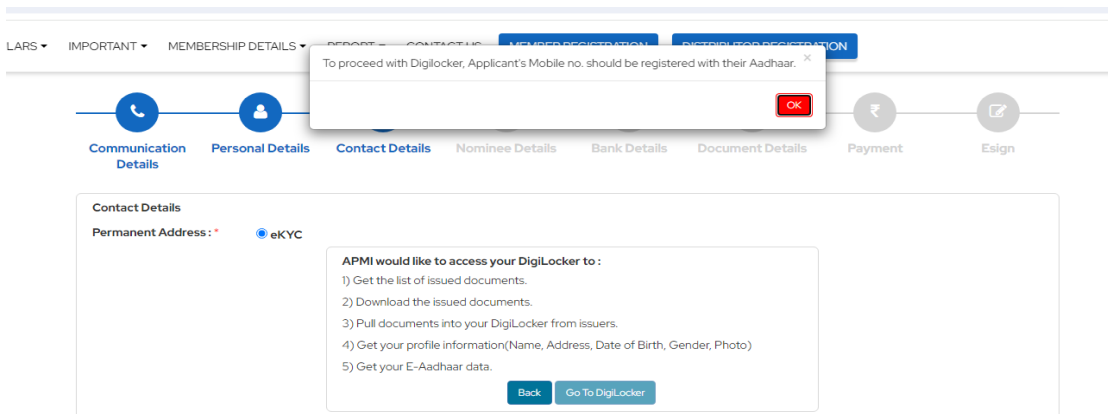 LARS IMPORTANT MEMBERSHIP DETAILS REPORT CONTACT US MEMBER REGISTRATION DISTRIBUTOR REGISTRATION
To proceed with Digilocker, Applicant's Mobile no. should be registered with their Aadhaar. ×
OK
Communication Details
Personal Details
Contact Details
Nominee Details
Bank Details
Document Details
Payment
Esign
Contact Details
Permanent Address : * eKYC
APMI would like to access your DigiLocker to :
1) Get the list of issued documents.
2) Download the issued documents.
3) Pull documents into your DigiLocker from issuers.
4) Get your profile information(Name, Address, Date of Birth, Gender, Photo)
5) Get your E-Aadhaar data.
Back Go To DigiLocker